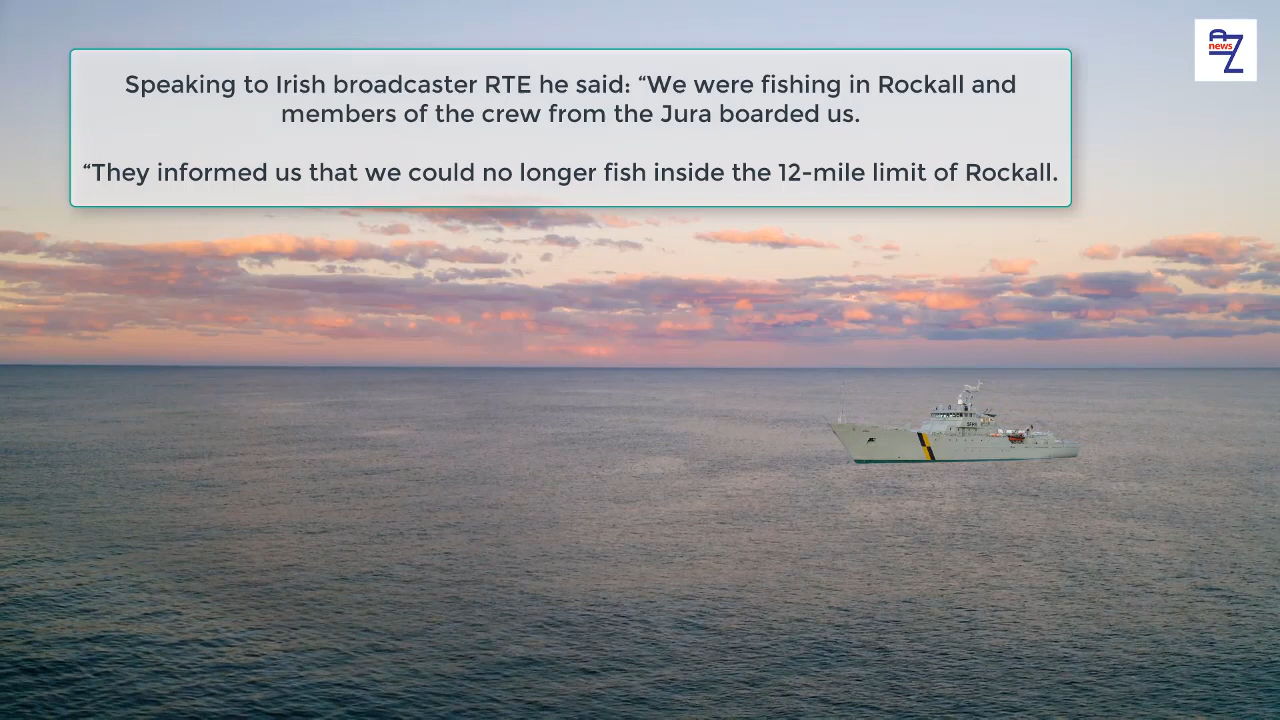 Speaking to Irish broadcaster RTE he said: “We were fishing in Rockall and
members of the crew from the Jura boarded us.
“They informed us that we could no longer fish inside the 12-mile limit of Rockall.
AZ
news